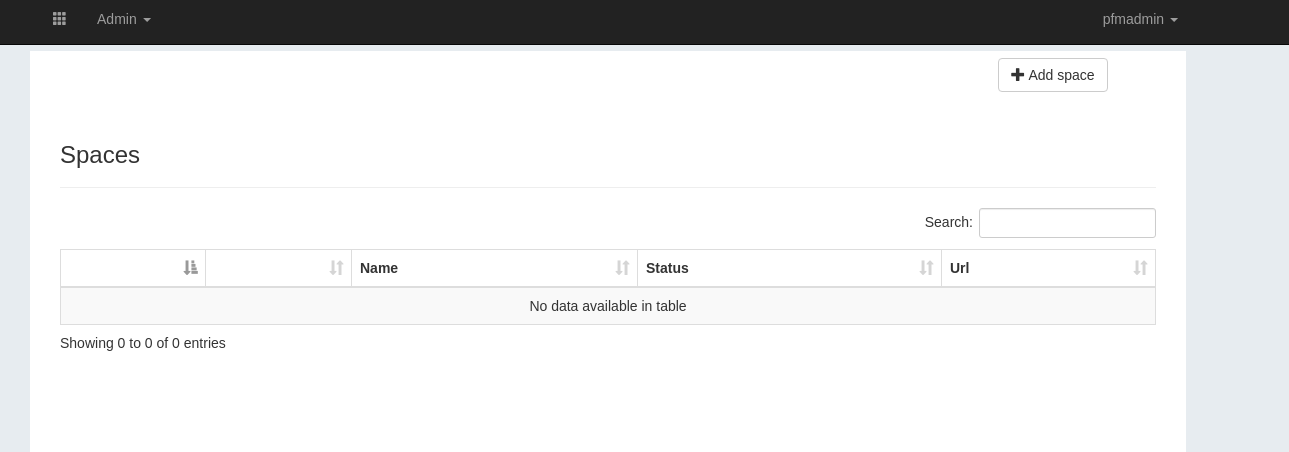 Admin
pfmadmin
Add space
Spaces
Search:
Name Status Url
No data available in table
Showing 0 to 0 of 0 entries